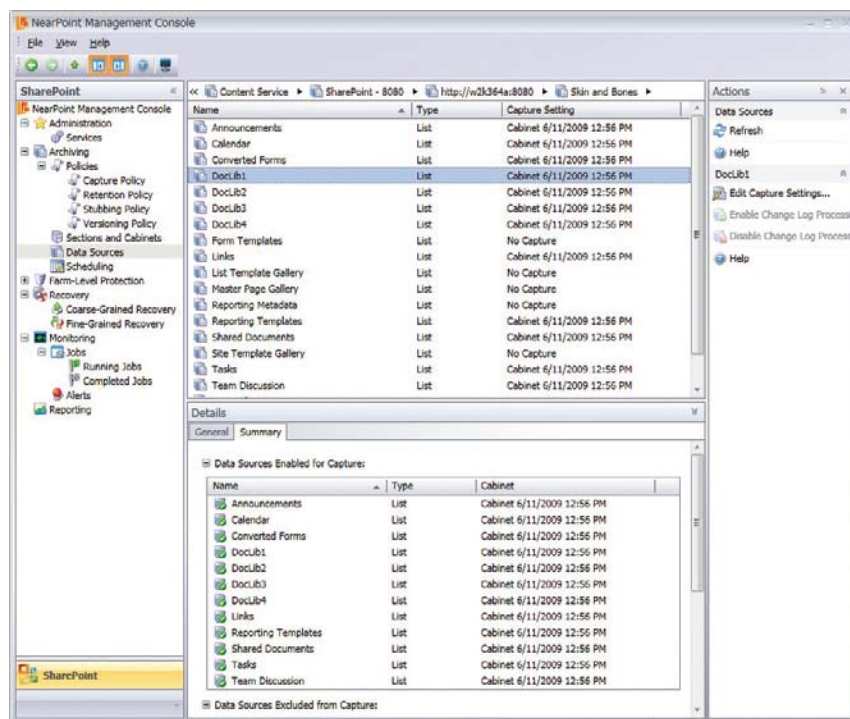 NearPoint Management Console
File View Help
SharePoint «
NearPoint Management Console
Administration
Services
Archiving
Policies
Capture Policy
Retention Policy
Stubbing Policy
Versioning Policy
Sections and Cabinets
Data Sources
Scheduling
Farm-Level Protection
Recovery
Coarse-Grained Recovery
Fine-Grained Recovery
Monitoring
Jobs
Running Jobs
Completed Jobs
Alerts
Reporting
SharePoint
« Content Service ▸ SharePoint - 8080 ▸ http://w2k364a:8080 ▸ Skin and Bones ▸
Name Type Capture Setting
Announcements List Cabinet 6/11/2009 12:56 PM
Calendar List Cabinet 6/11/2009 12:56 PM
Converted Forms List Cabinet 6/11/2009 12:56 PM
DocLib1 List Cabinet 6/11/2009 12:56 PM
DocLib2 List Cabinet 6/11/2009 12:56 PM
DocLib3 List Cabinet 6/11/2009 12:56 PM
DocLib4 List Cabinet 6/11/2009 12:56 PM
Form Templates List No Capture
Links List Cabinet 6/11/2009 12:56 PM
List Template Gallery List No Capture
Master Page Gallery List No Capture
Reporting Metadata List No Capture
Reporting Templates List Cabinet 6/11/2009 12:56 PM
Shared Documents List Cabinet 6/11/2009 12:56 PM
Site Template Gallery List No Capture
Tasks List Cabinet 6/11/2009 12:56 PM
Team Discussion List Cabinet 6/11/2009 12:56 PM
Details
General Summary
Data Sources Enabled for Capture:
Name Type Cabinet
Announcements List Cabinet 6/11/2009 12:56 PM
Calendar List Cabinet 6/11/2009 12:56 PM
Converted Forms List Cabinet 6/11/2009 12:56 PM
DocLib1 List Cabinet 6/11/2009 12:56 PM
DocLib2 List Cabinet 6/11/2009 12:56 PM
DocLib3 List Cabinet 6/11/2009 12:56 PM
DocLib4 List Cabinet 6/11/2009 12:56 PM
Links List Cabinet 6/11/2009 12:56 PM
Reporting Templates List Cabinet 6/11/2009 12:56 PM
Shared Documents List Cabinet 6/11/2009 12:56 PM
Tasks List Cabinet 6/11/2009 12:56 PM
Team Discussion List Cabinet 6/11/2009 12:56 PM
Data Sources Excluded from Capture:
Actions
Data Sources
Refresh
Help
DocLib1
Edit Capture Settings...
Enable Change Log Process
Disable Change Log Process
Help